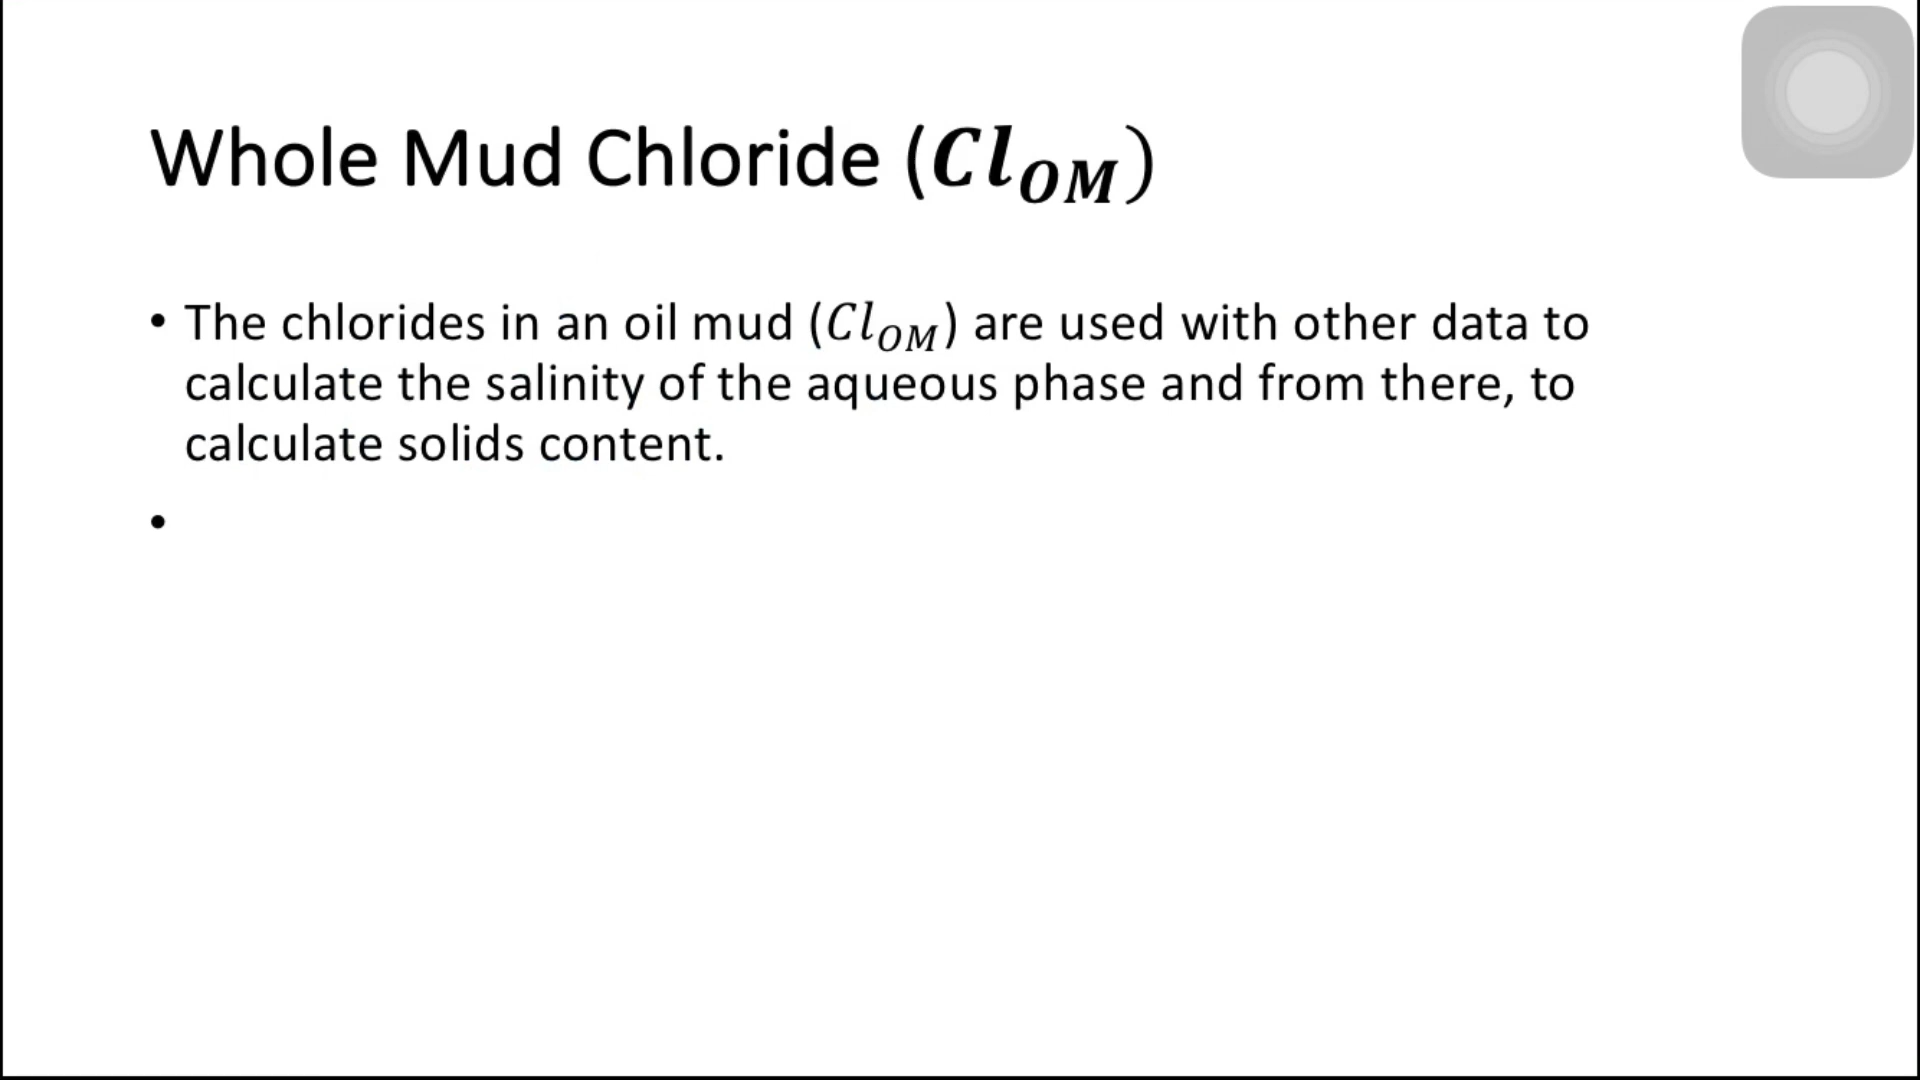 Whole Mud Chloride (Cl_OM)
• The chlorides in an oil mud (Cl_OM) are used with other data to
calculate the salinity of the aqueous phase and from there, to
calculate solids content.
•